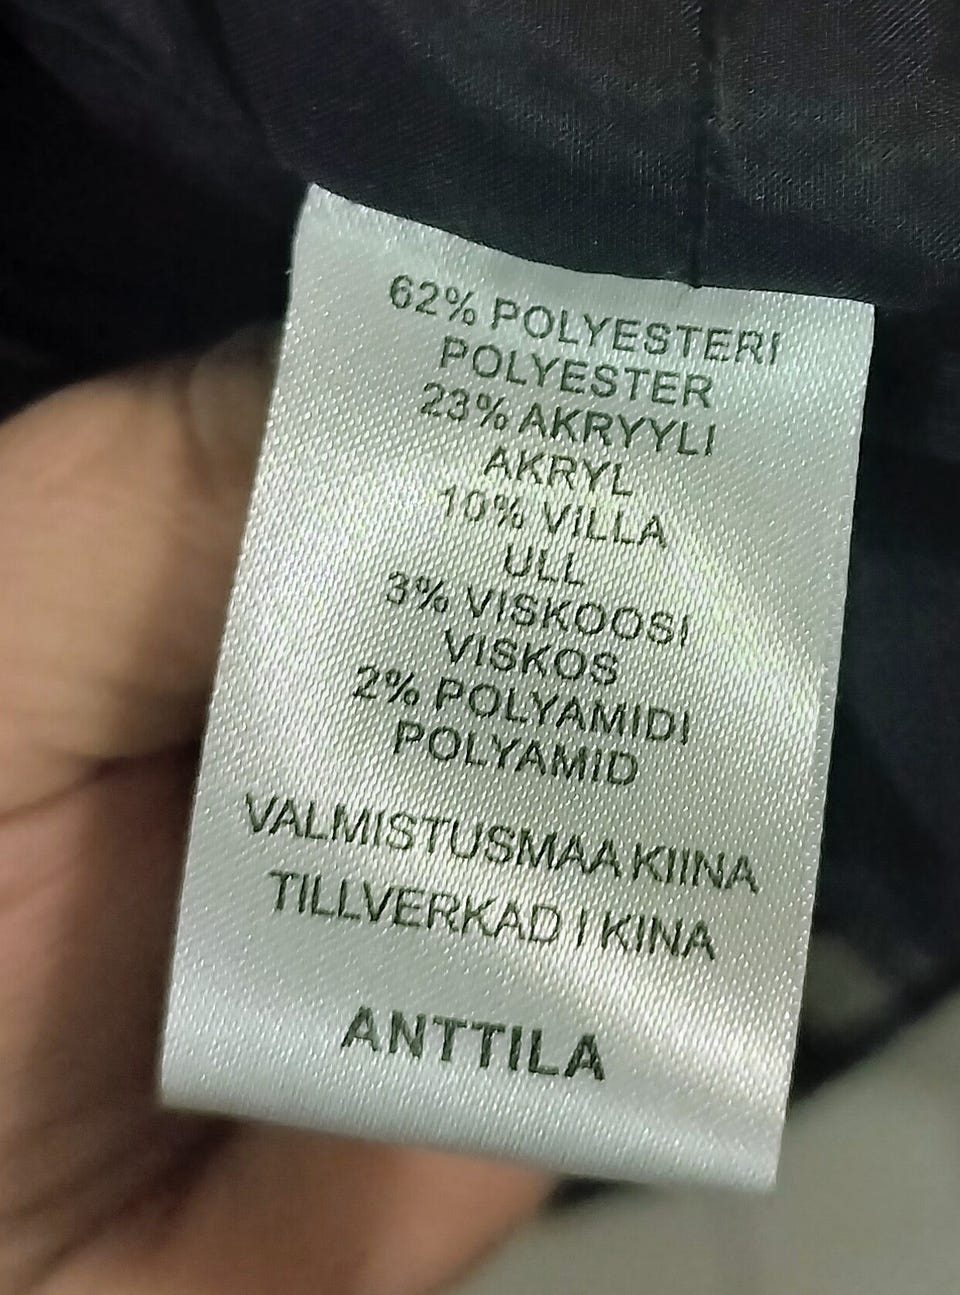 62% POLYESTERI
POLYESTER
23% AKRYYLI
AKRYL
10% VILLA
ULL
3% VISKOOSI
VISKOS
2% POLYAMIDI
POLYAMID
VALMISTUSMAA KIINA
TILLVERKAD I KINA
ANTTILA